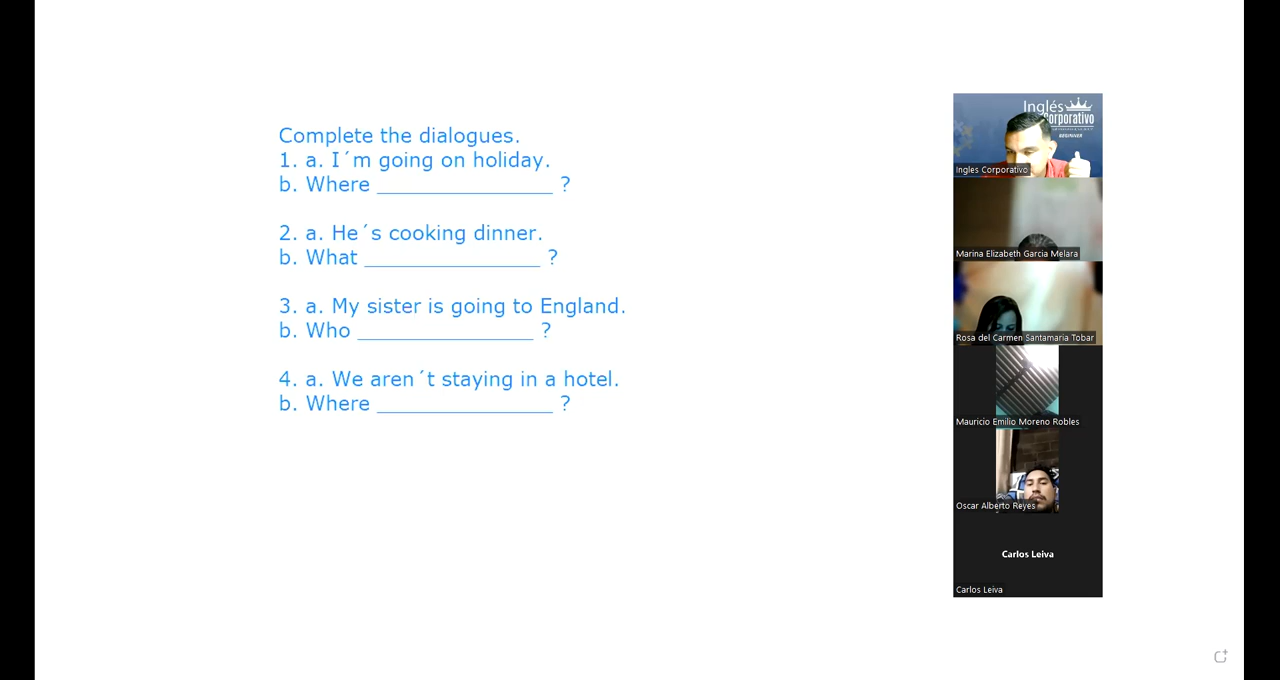 Complete the dialogues.
1. a. I´m going on holiday.
b. Where ________________ ?
2. a. He´s cooking dinner.
b. What ________________ ?
3. a. My sister is going to England.
b. Who ________________ ?
4. a. We aren´t staying in a hotel.
b. Where ________________ ?
Inglés
Corporativo
BEGINNER
Ingles Corporativo
Marina Elizabeth Garcia Melara
Rosa del Carmen Santamaria Tobar
Mauricio Emilio Moreno Robles
Oscar Alberto Reyes
Carlos Leiva
Carlos Leiva